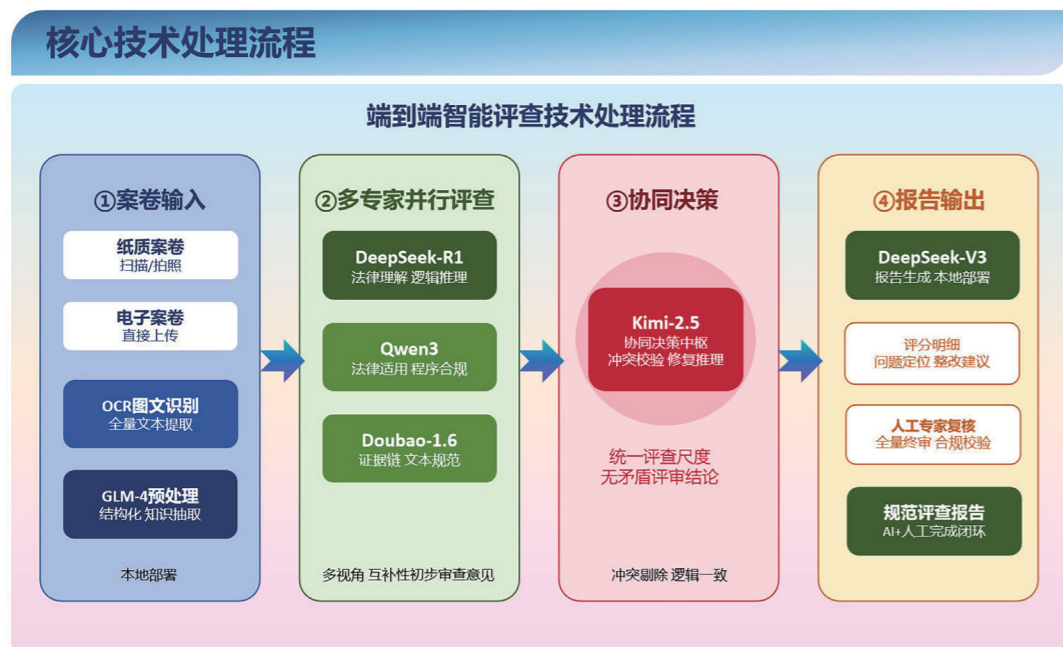 核心技术处理流程
端到端智能评查技术处理流程
①案卷输入
纸质案卷
扫描/拍照
电子案卷
直接上传
OCR图文识别
全量文本提取
GLM-4预处理
结构化 知识抽取
本地部署
②多专家并行评查
DeepSeek-R1
法律理解 逻辑推理
Qwen3
法律适用 程序合规
Doubao-1.6
证据链 文本规范
多视角 互补性初步审查意见
③协同决策
Kimi-2.5
协同决策中枢
冲突校验 修复推理
统一评查尺度
无矛盾评审结论
冲突剔除 逻辑一致
④报告输出
DeepSeek-V3
报告生成 本地部署
评分明细
问题定位 整改建议
人工专家复核
全量终审 合规校验
规范评查报告
AI+人工完成闭环